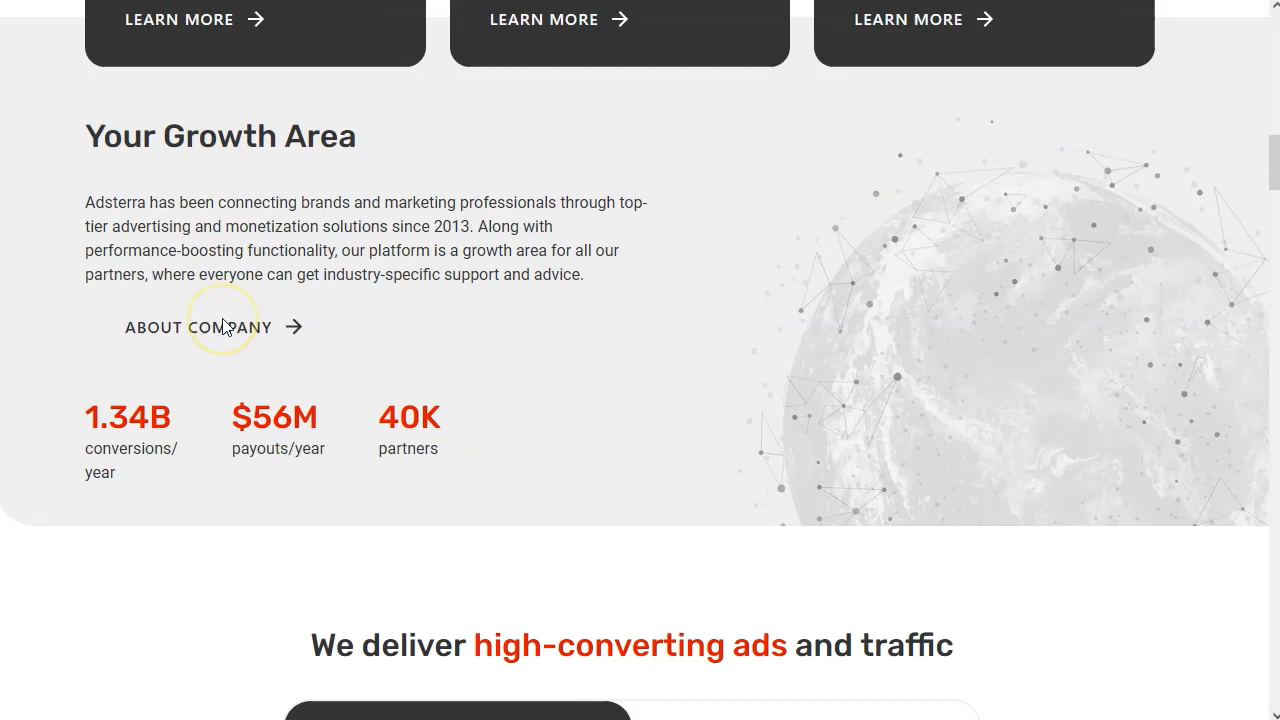 LEARN MORE
LEARN MORE
LEARN MORE
Your Growth Area
Adsterra has been connecting brands and marketing professionals through top-
tier advertising and monetization solutions since 2013. Along with
performance-boosting functionality, our platform is a growth area for all our
partners, where everyone can get industry-specific support and advice.
ABOUT COMPANY
1.34B
conversions/
year
$56M
payouts/year
40K
partners
We deliver high-converting ads and traffic